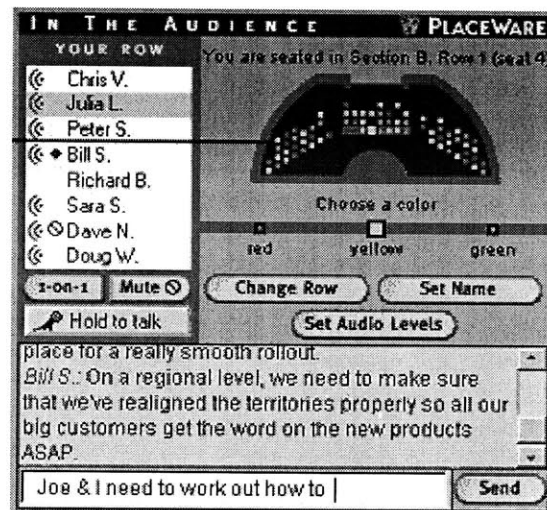 IN THE AUDIENCE
PLACEWARE
YOUR ROW
You are seated in Section B, Row 1 (seat 4)
Chris V.
Julia L.
Peter S.
Bill S.
Richard B.
Sara S.
Dave N.
Doug W.
Choose a color
red yellow green
1-on-1 Mute Change Row Set Name
Hold to talk Set Audio Levels
place for a really smooth rollout.
Bill S.: On a regional level, we need to make sure
that we've realigned the territories properly so all our
big customers get the word on the new products
ASAP.
Joe & I need to work out how to
Send